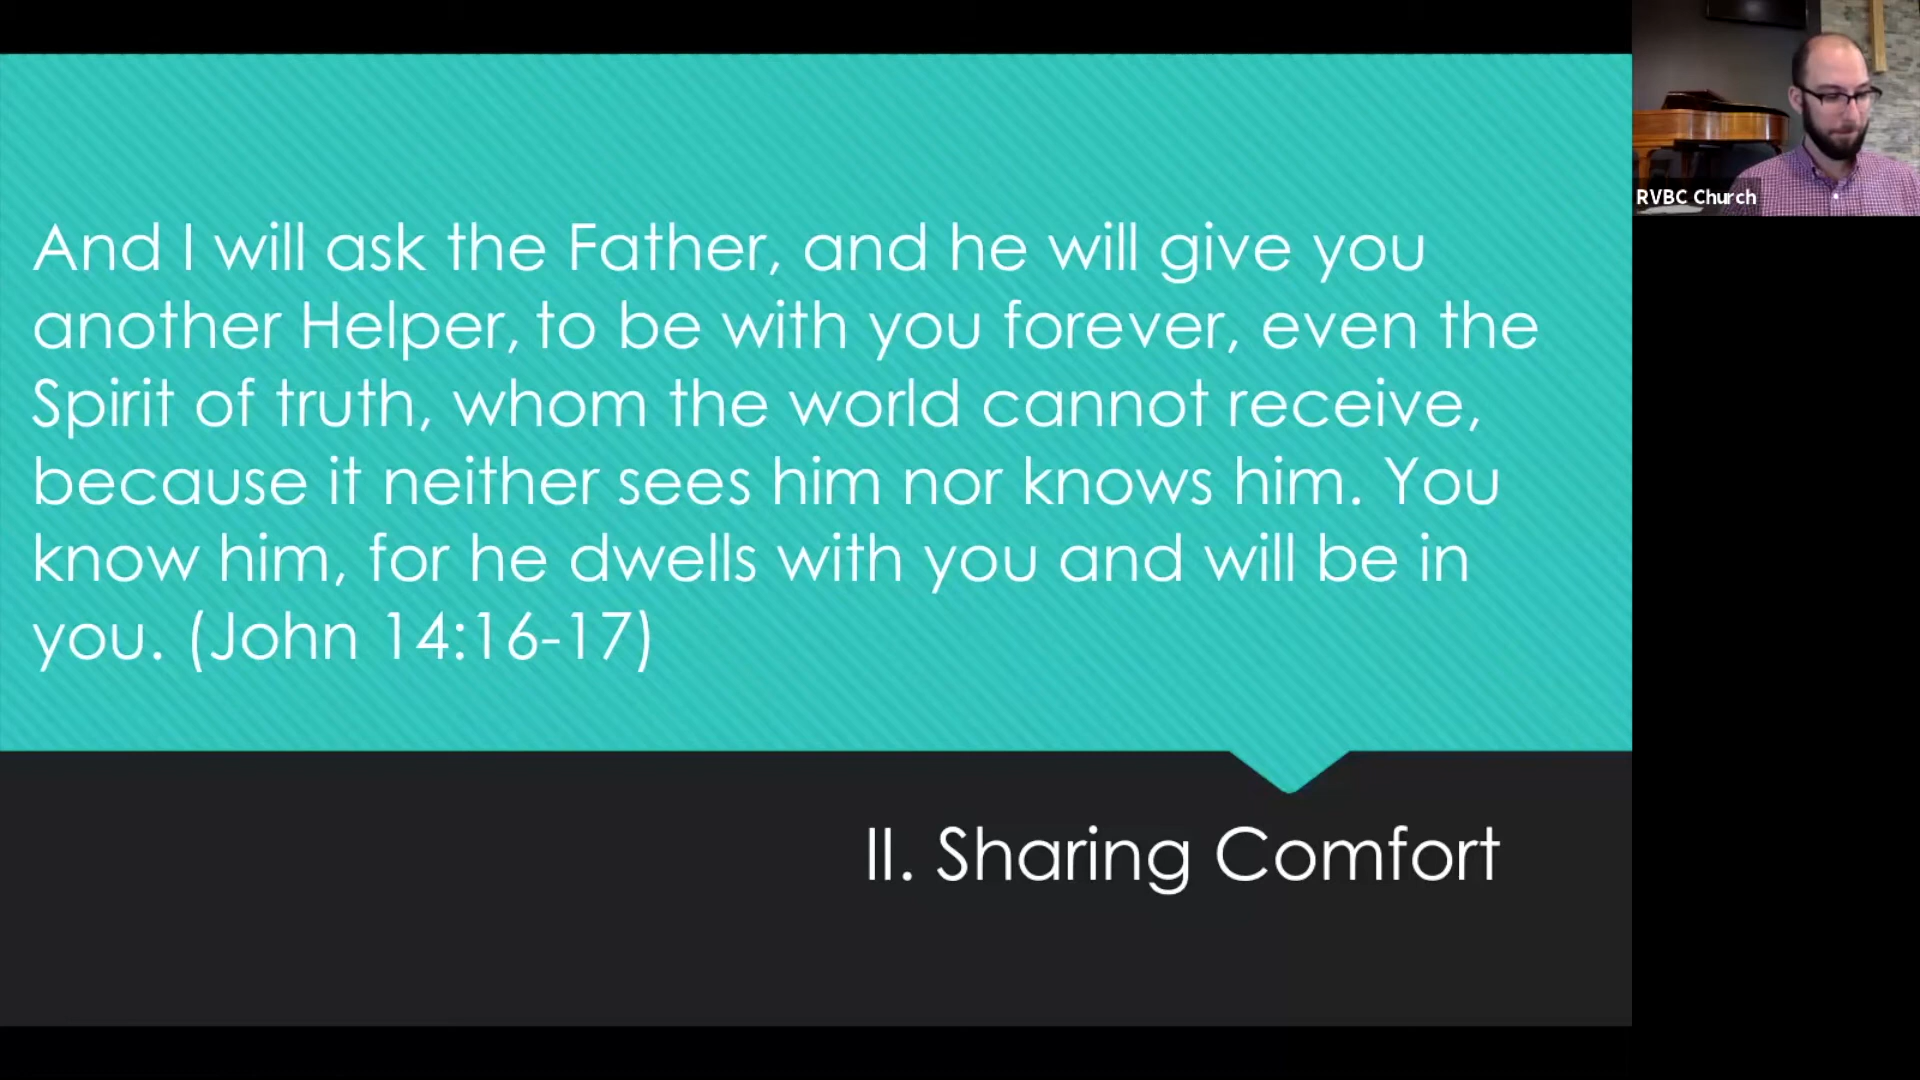 And I will ask the Father, and he will give you
another Helper, to be with you forever, even the
Spirit of truth, whom the world cannot receive,
because it neither sees him nor knows him. You
know him, for he dwells with you and will be in
you. (John 14:16-17)
II. Sharing Comfort
RVBC Church